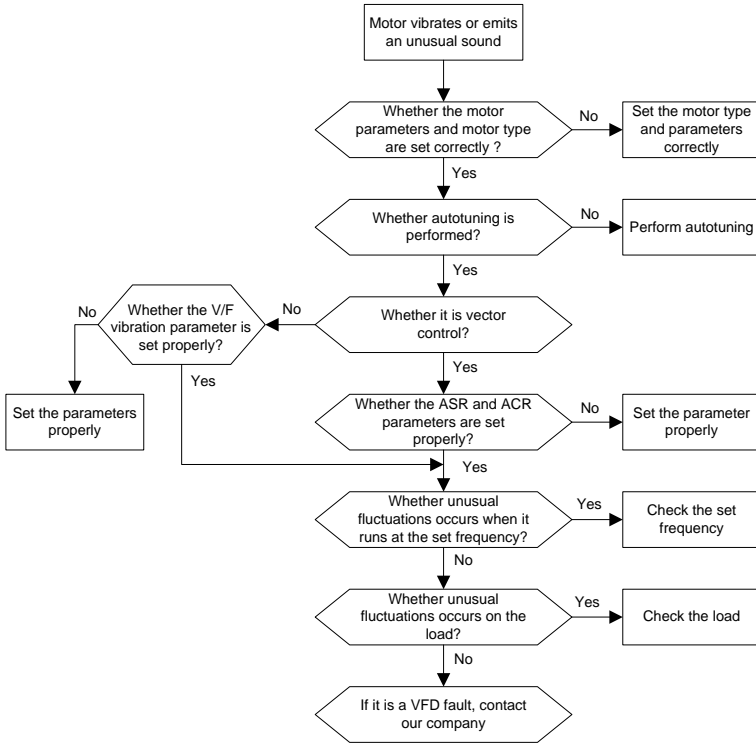 Motor vibrates or emits
an unusual sound
Whether the motor
parameters and motor type
are set correctly ?
No
Set the motor type
and parameters
correctly
Yes
Whether autotuning is
performed?
No
Perform autotuning
Yes
Whether it is vector
control?
No
Whether the V/F
vibration parameter is
set properly?
No
Set the parameters
properly
Yes
Yes
Whether the ASR and ACR
parameters are set
properly?
No
Set the parameter
properly
Yes
Whether unusual
fluctuations occurs when it
runs at the set frequency?
Yes
Check the set
frequency
No
Whether unusual
fluctuations occurs on the
load?
Yes
Check the load
No
If it is a VFD fault, contact
our company